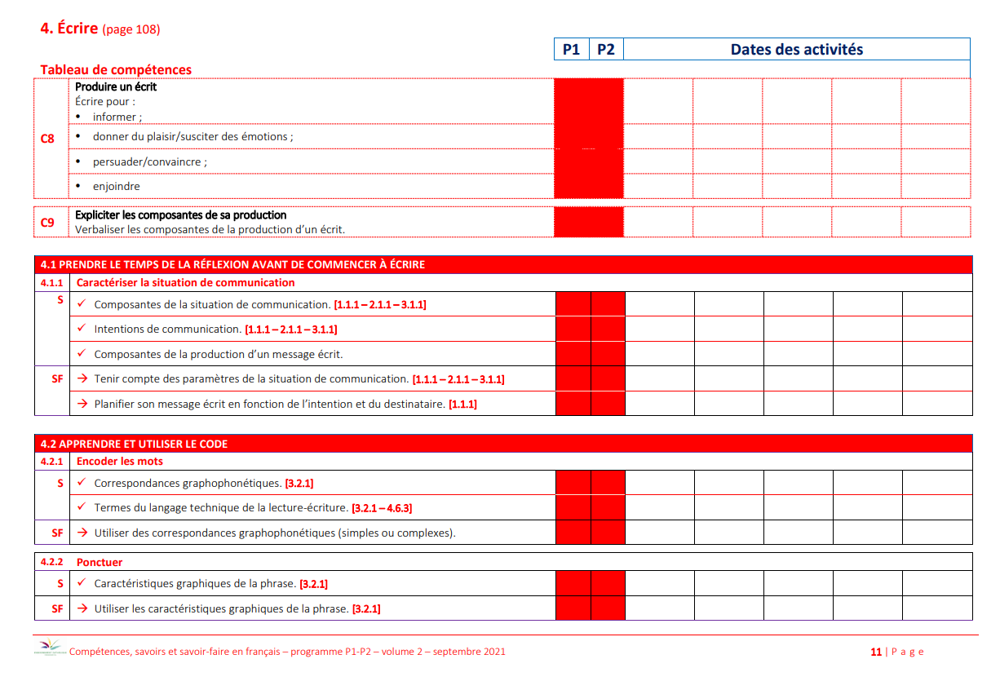 4. Écrire (page 108)
P1 P2 Dates des activités
Tableau de compétences
C8
Produire un écrit
Écrire pour :
• informer ;
• donner du plaisir/susciter des émotions ;
• persuader/convaincre ;
• enjoindre
C9
Expliciter les composantes de sa production
Verbaliser les composantes de la production d’un écrit.
4.1 PRENDRE LE TEMPS DE LA RÉFLEXION AVANT DE COMMENCER À ÉCRIRE
4.1.1 Caractériser la situation de communication
S ✓ Composantes de la situation de communication. [1.1.1 – 2.1.1 – 3.1.1]
✓ Intentions de communication. [1.1.1 – 2.1.1 – 3.1.1]
✓ Composantes de la production d’un message écrit.
SF → Tenir compte des paramètres de la situation de communication. [1.1.1 – 2.1.1 – 3.1.1]
→ Planifier son message écrit en fonction de l’intention et du destinataire. [1.1.1]
4.2 APPRENDRE ET UTILISER LE CODE
4.2.1 Encoder les mots
S ✓ Correspondances graphophonétiques. [3.2.1]
✓ Termes du langage technique de la lecture-écriture. [3.2.1 – 4.6.3]
SF → Utiliser des correspondances graphophonétiques (simples ou complexes).
4.2.2 Ponctuer
S ✓ Caractéristiques graphiques de la phrase. [3.2.1]
SF → Utiliser les caractéristiques graphiques de la phrase. [3.2.1]
Compétences, savoirs et savoir-faire en français – programme P1-P2 – volume 2 – septembre 2021
11 | P a g e